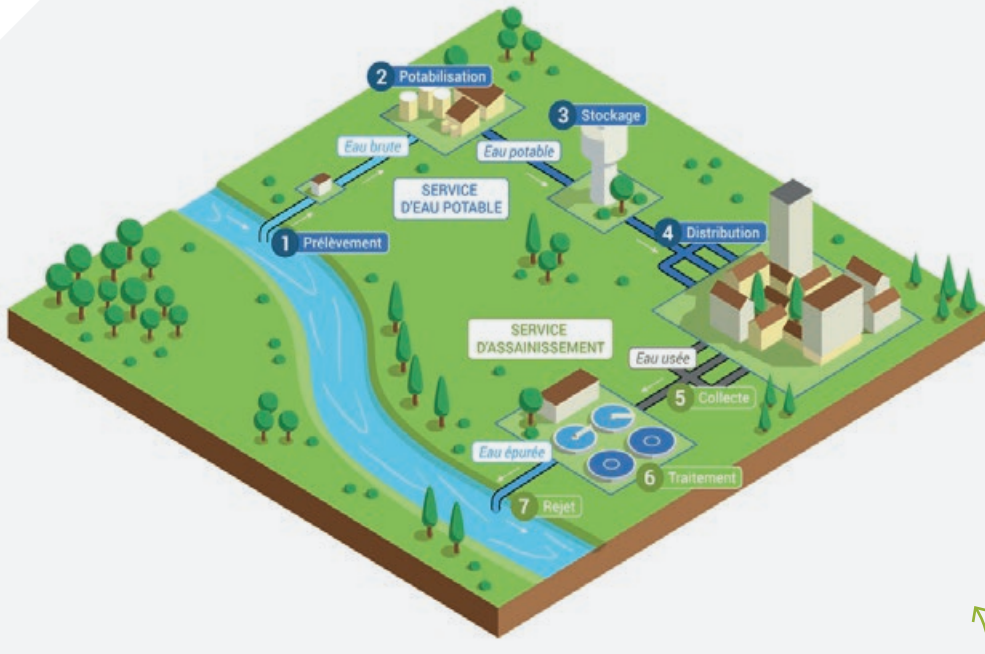 2 Potabilisation
3 Stockage
Eau brute
Eau potable
SERVICE
D'EAU POTABLE
1 Prélèvement
4 Distribution
SERVICE
D'ASSAINISSEMENT
Eau usée
5 Collecte
Eau épurée
6 Traitement
7 Rejet